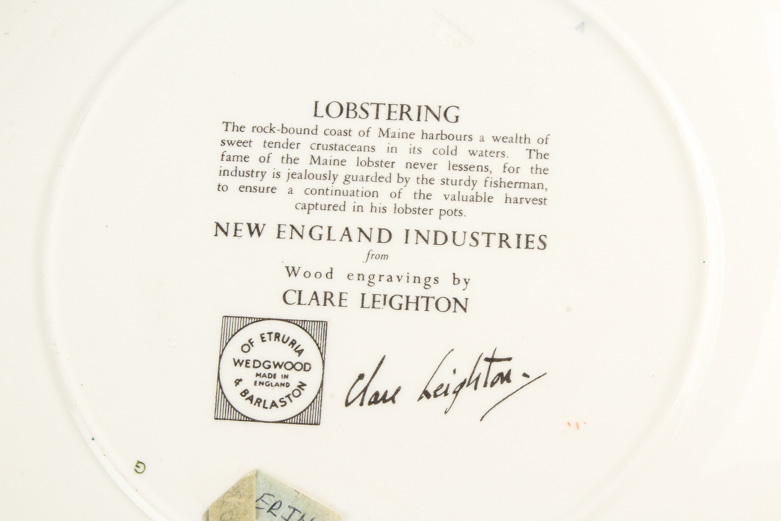 LOBSTERING
The rock-bound coast of Maine harbours a wealth of
sweet tender crustaceans in its cold waters. The
fame of the Maine lobster never lessens, for the
industry is jealously guarded by the sturdy fisherman,
to ensure a continuation of the valuable harvest
captured in his lobster pots.
NEW ENGLAND INDUSTRIES
from
Wood engravings by
CLARE LEIGHTON
OF ETRURIA
WEDGWOOD
MADE IN
ENGLAND
& BARLASTON
Clare Leighton.
G